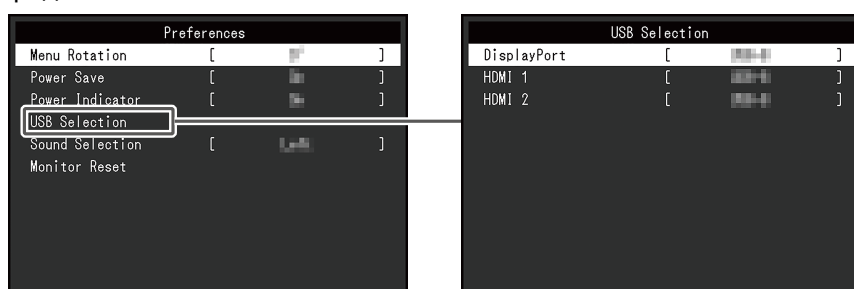 Preferences
Menu Rotation [ ]
Power Save [ ]
Power Indicator [ ]
USB Selection
Sound Selection [ ]
Monitor Reset
USB Selection
DisplayPort [ ]
HDMI 1 [ ]
HDMI 2 [ ]